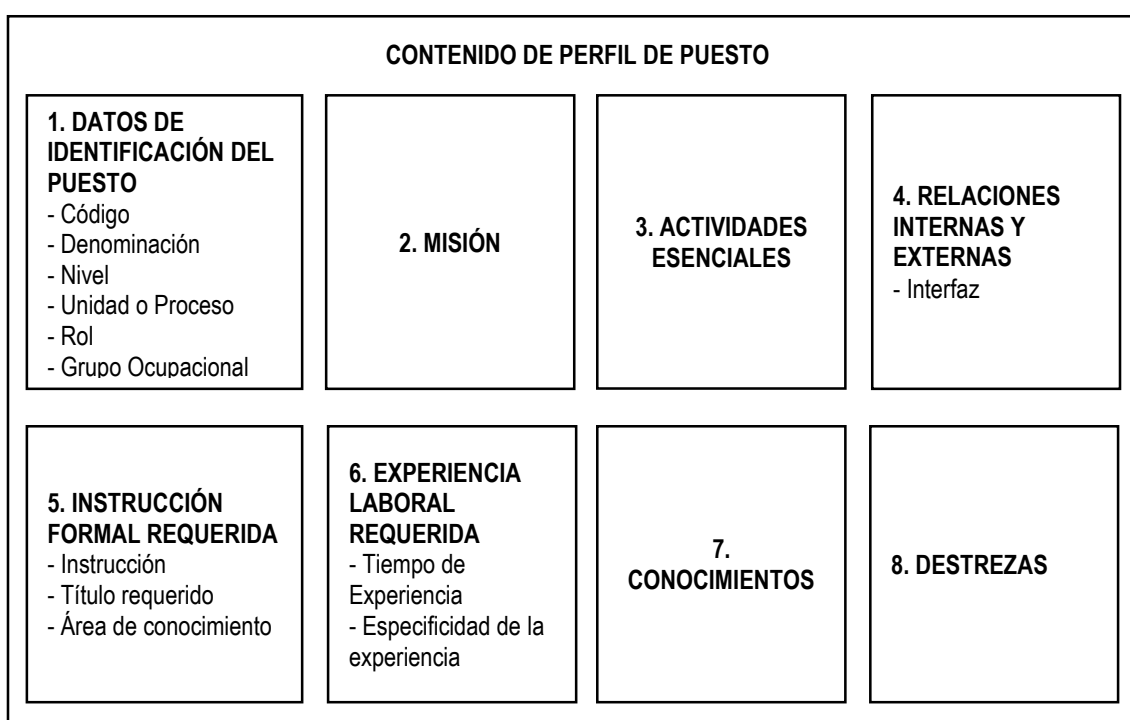 CONTENIDO DE PERFIL DE PUESTO
1. DATOS DE
IDENTIFICACIÓN DEL
PUESTO
- Código
- Denominación
- Nivel
- Unidad o Proceso
- Rol
- Grupo Ocupacional
2. MISIÓN
3. ACTIVIDADES
ESENCIALES
4. RELACIONES
INTERNAS Y
EXTERNAS
- Interfaz
5. INSTRUCCIÓN
FORMAL REQUERIDA
- Instrucción
- Título requerido
- Área de conocimiento
6. EXPERIENCIA
LABORAL
REQUERIDA
- Tiempo de
Experiencia
- Especificidad de la
experiencia
7.
CONOCIMIENTOS
8. DESTREZAS